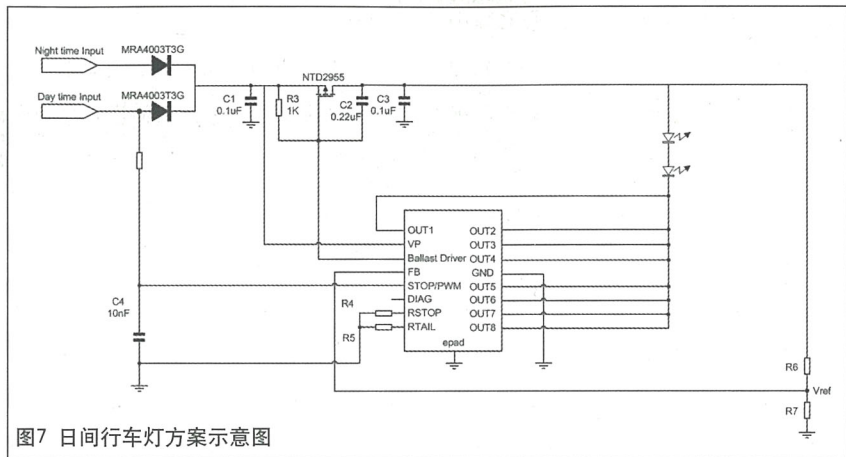 Night time Input
MRA4003T3G
Day time Input
MRA4003T3G
NTD2955
C1
0.1uF
R3
1K
C2
0.22uF
C3
0.1uF
OUT1
VP
Ballast Driver
FB
STOP/PWM
DIAG
RSTOP
RTAIL
OUT2
OUT3
OUT4
GND
OUT5
OUT6
OUT7
OUT8
epad
C4
10nF
R4
R5
R6
Vref
R7
图7 日间行车灯方案示意图